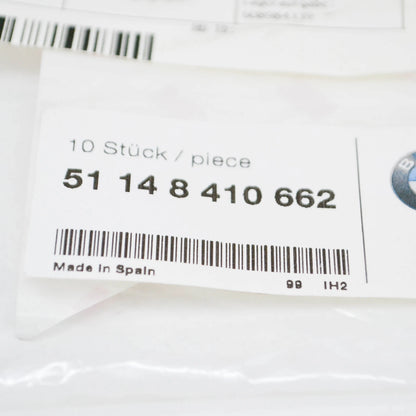 10 Stück / piece
51 14 8 410 662
Made in Spain
99 IH2
B